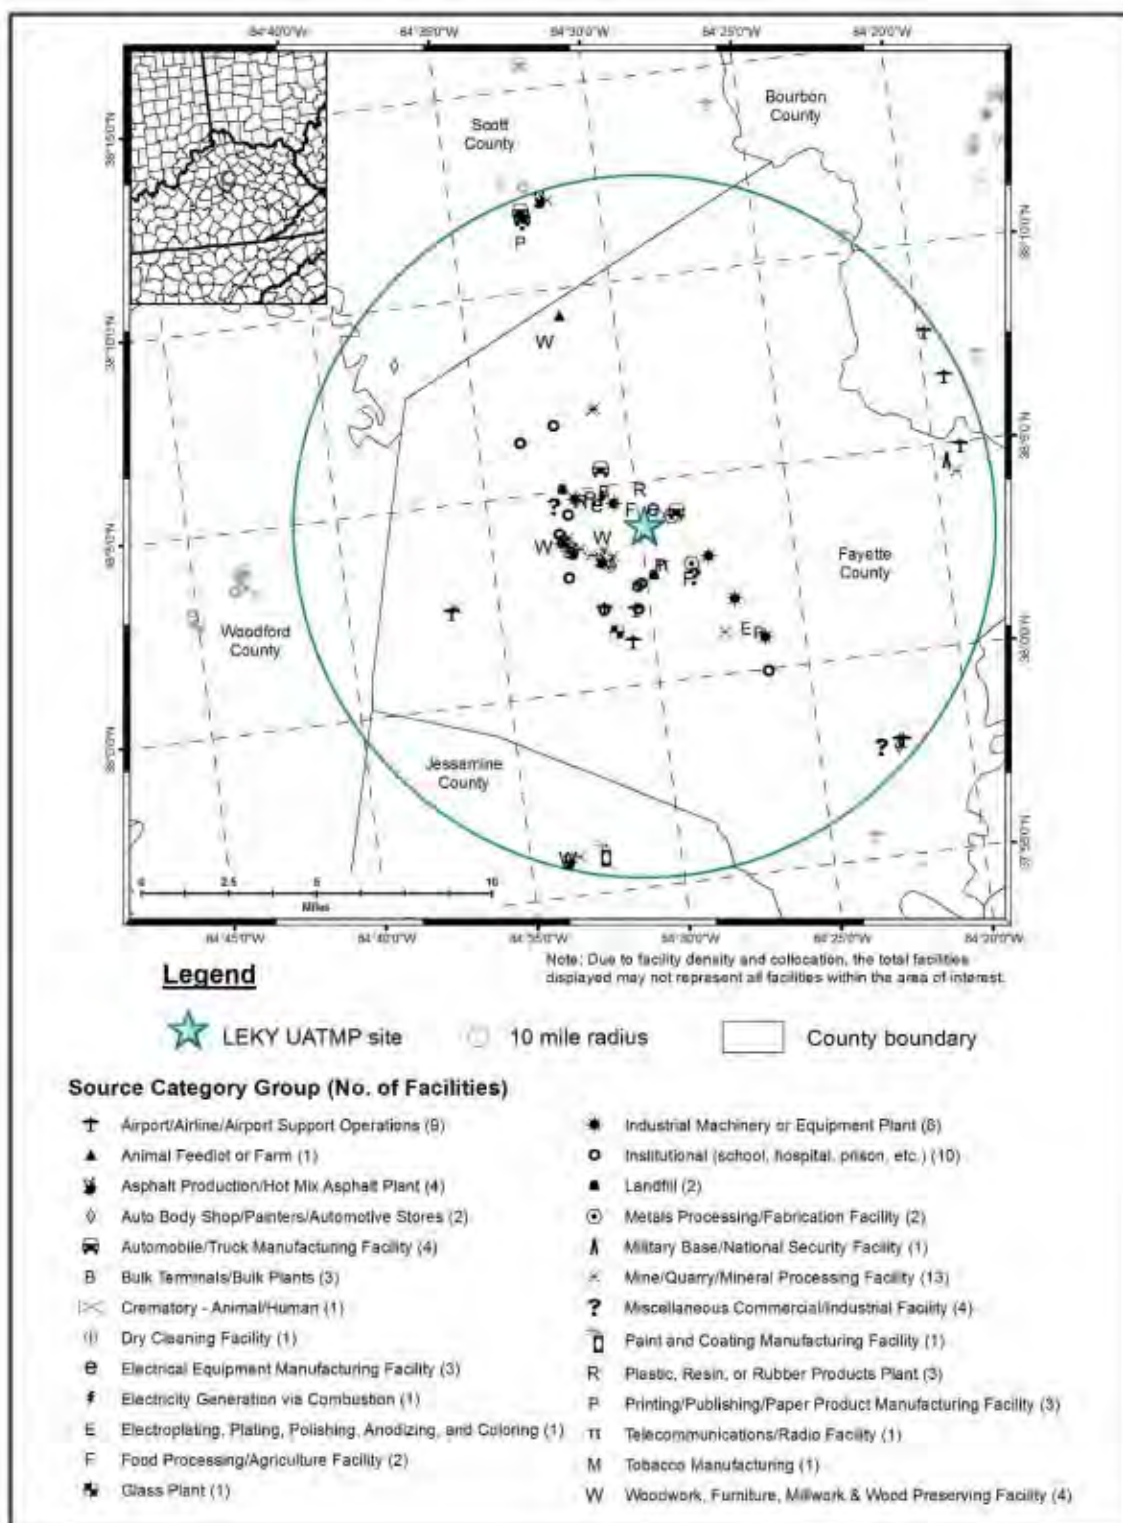 84°40'0"W 84°35'0"W 84°30'0"W 84°25'0"W 84°20'0"W
Scott
County
Bourbon
County
38°15'0"N
38°10'0"N
38°10'0"N
38°5'0"N
38°5'0"N
38°0'0"N
38°0'0"N
37°55'0"N
Fayette
County
Woodford
County
Jessamine
County
P
W
R
F
W
W
E
0 2.5 5 10
Miles
84°45'0"W 84°40'0"W 84°35'0"W 84°30'0"W 84°25'0"W 84°20'0"W
Note: Due to facility density and collocation, the total facilities
displayed may not represent all facilities within the area of interest.
Legend
LEKY UATMP site 10 mile radius County boundary
Source Category Group (No. of Facilities)
Airport/Airline/Airport Support Operations (9)
Animal Feedlot or Farm (1)
Asphalt Production/Hot Mix Asphalt Plant (4)
Auto Body Shop/Painters/Automotive Stores (2)
Automobile/Truck Manufacturing Facility (4)
B Bulk Terminals/Bulk Plants (3)
Crematory - Animal/Human (1)
Dry Cleaning Facility (1)
e Electrical Equipment Manufacturing Facility (3)
Electricity Generation via Combustion (1)
E Electroplating, Plating, Polishing, Anodizing, and Coloring (1)
F Food Processing/Agriculture Facility (2)
Glass Plant (1)
Industrial Machinery or Equipment Plant (8)
Institutional (school, hospital, prison, etc.) (10)
Landfill (2)
Metals Processing/Fabrication Facility (2)
Military Base/National Security Facility (1)
Mine/Quarry/Mineral Processing Facility (13)
? Miscellaneous Commercial/Industrial Facility (4)
Paint and Coating Manufacturing Facility (1)
R Plastic, Resin, or Rubber Products Plant (3)
P Printing/Publishing/Paper Product Manufacturing Facility (3)
π Telecommunications/Radio Facility (1)
M Tobacco Manufacturing (1)
W Woodwork, Furniture, Millwork & Wood Preserving Facility (4)